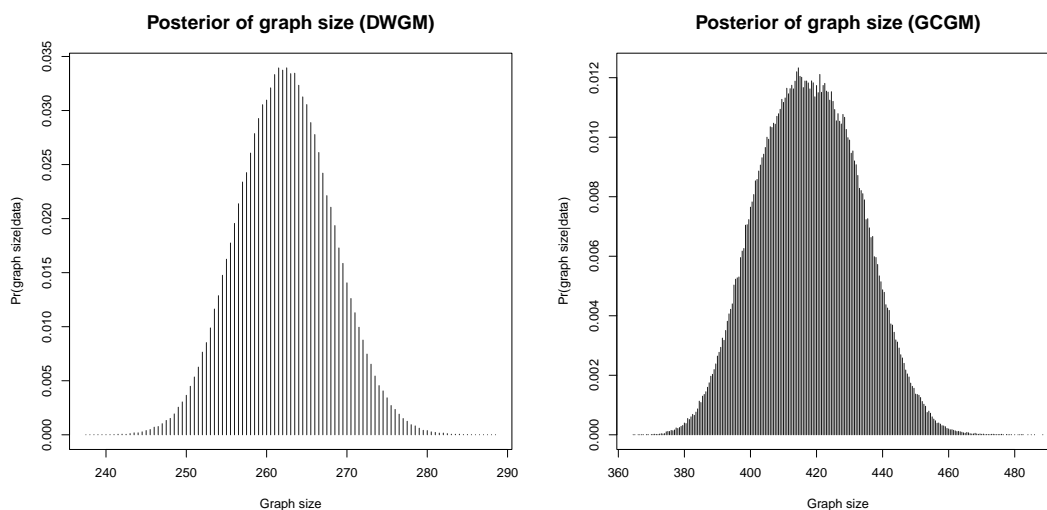 Posterior of graph size (DWGM)
Pr(graph size|data)
0.035
0.030
0.025
0.020
0.015
0.010
0.005
0.000
240 250 260 270 280 290
Graph size
Posterior of graph size (GCGM)
Pr(graph size|data)
0.012
0.010
0.008
0.006
0.004
0.002
0.000
360 380 400 420 440 460 480
Graph size